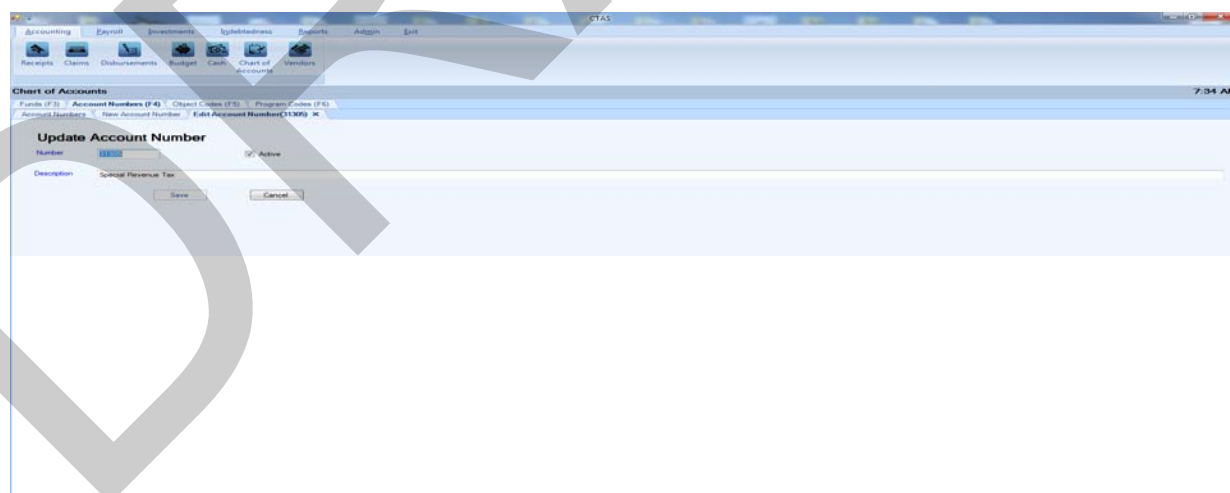 CTAS
Accounting Payroll Investments Indebtedness Reports Admin Exit
Receipts Claims Disbursements Budget Cash Chart of Accounts Vendors
Chart of Accounts 7:34 AM
Funds (F3) Account Numbers (F4) Object Codes (F5) Program Codes (F6)
Account Numbers New Account Number Edit Account Number(31305)
Update Account Number
Number 31305 Active
Description Special Revenue Tax
Save Cancel